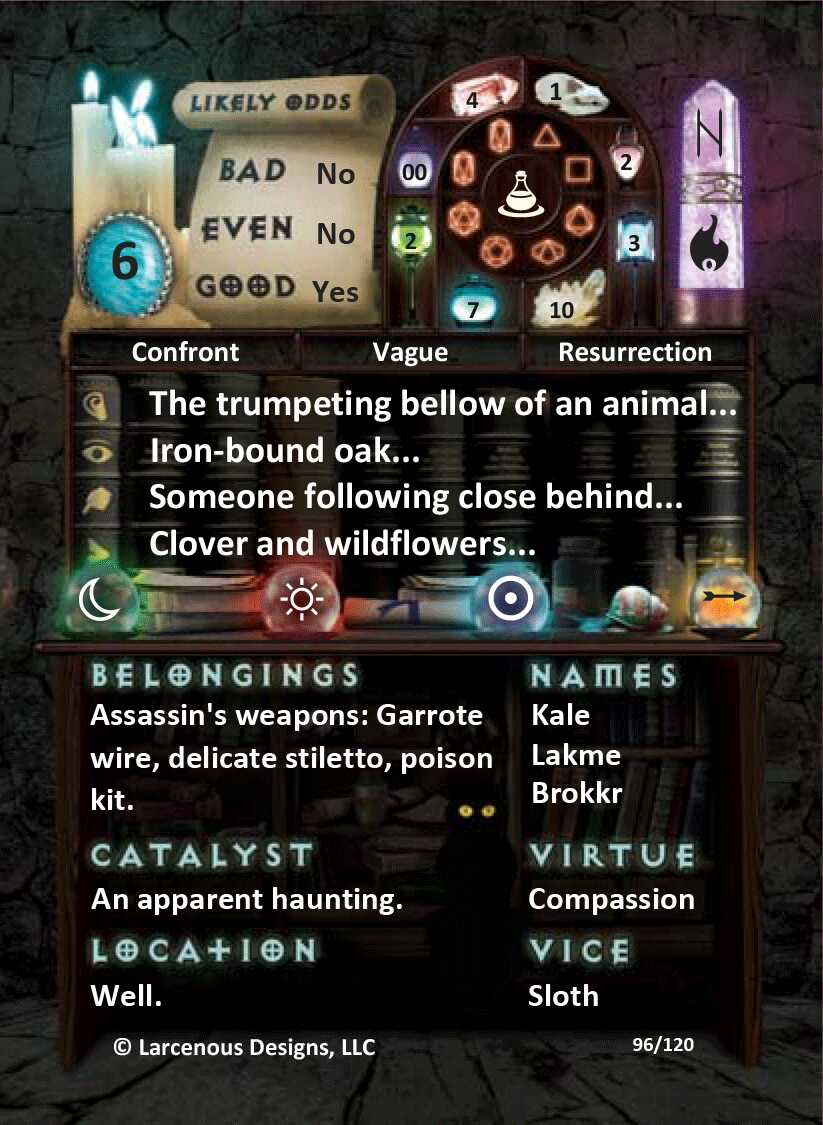 LIKELY ODDS
BAD No
EVEN No
GOOD Yes
6
4
1
00
2
2
3
7
10
Confront Vague Resurrection
The trumpeting bellow of an animal...
Iron-bound oak...
Someone following close behind...
Clover and wildflowers...
BELONGINGS
Assassin's weapons: Garrote
wire, delicate stiletto, poison
kit.
NAMES
Kale
Lakme
Brokkr
CATALYST
An apparent haunting.
VIRTUE
Compassion
LOCATION
Well.
VICE
Sloth
© Larcenous Designs, LLC
96/120